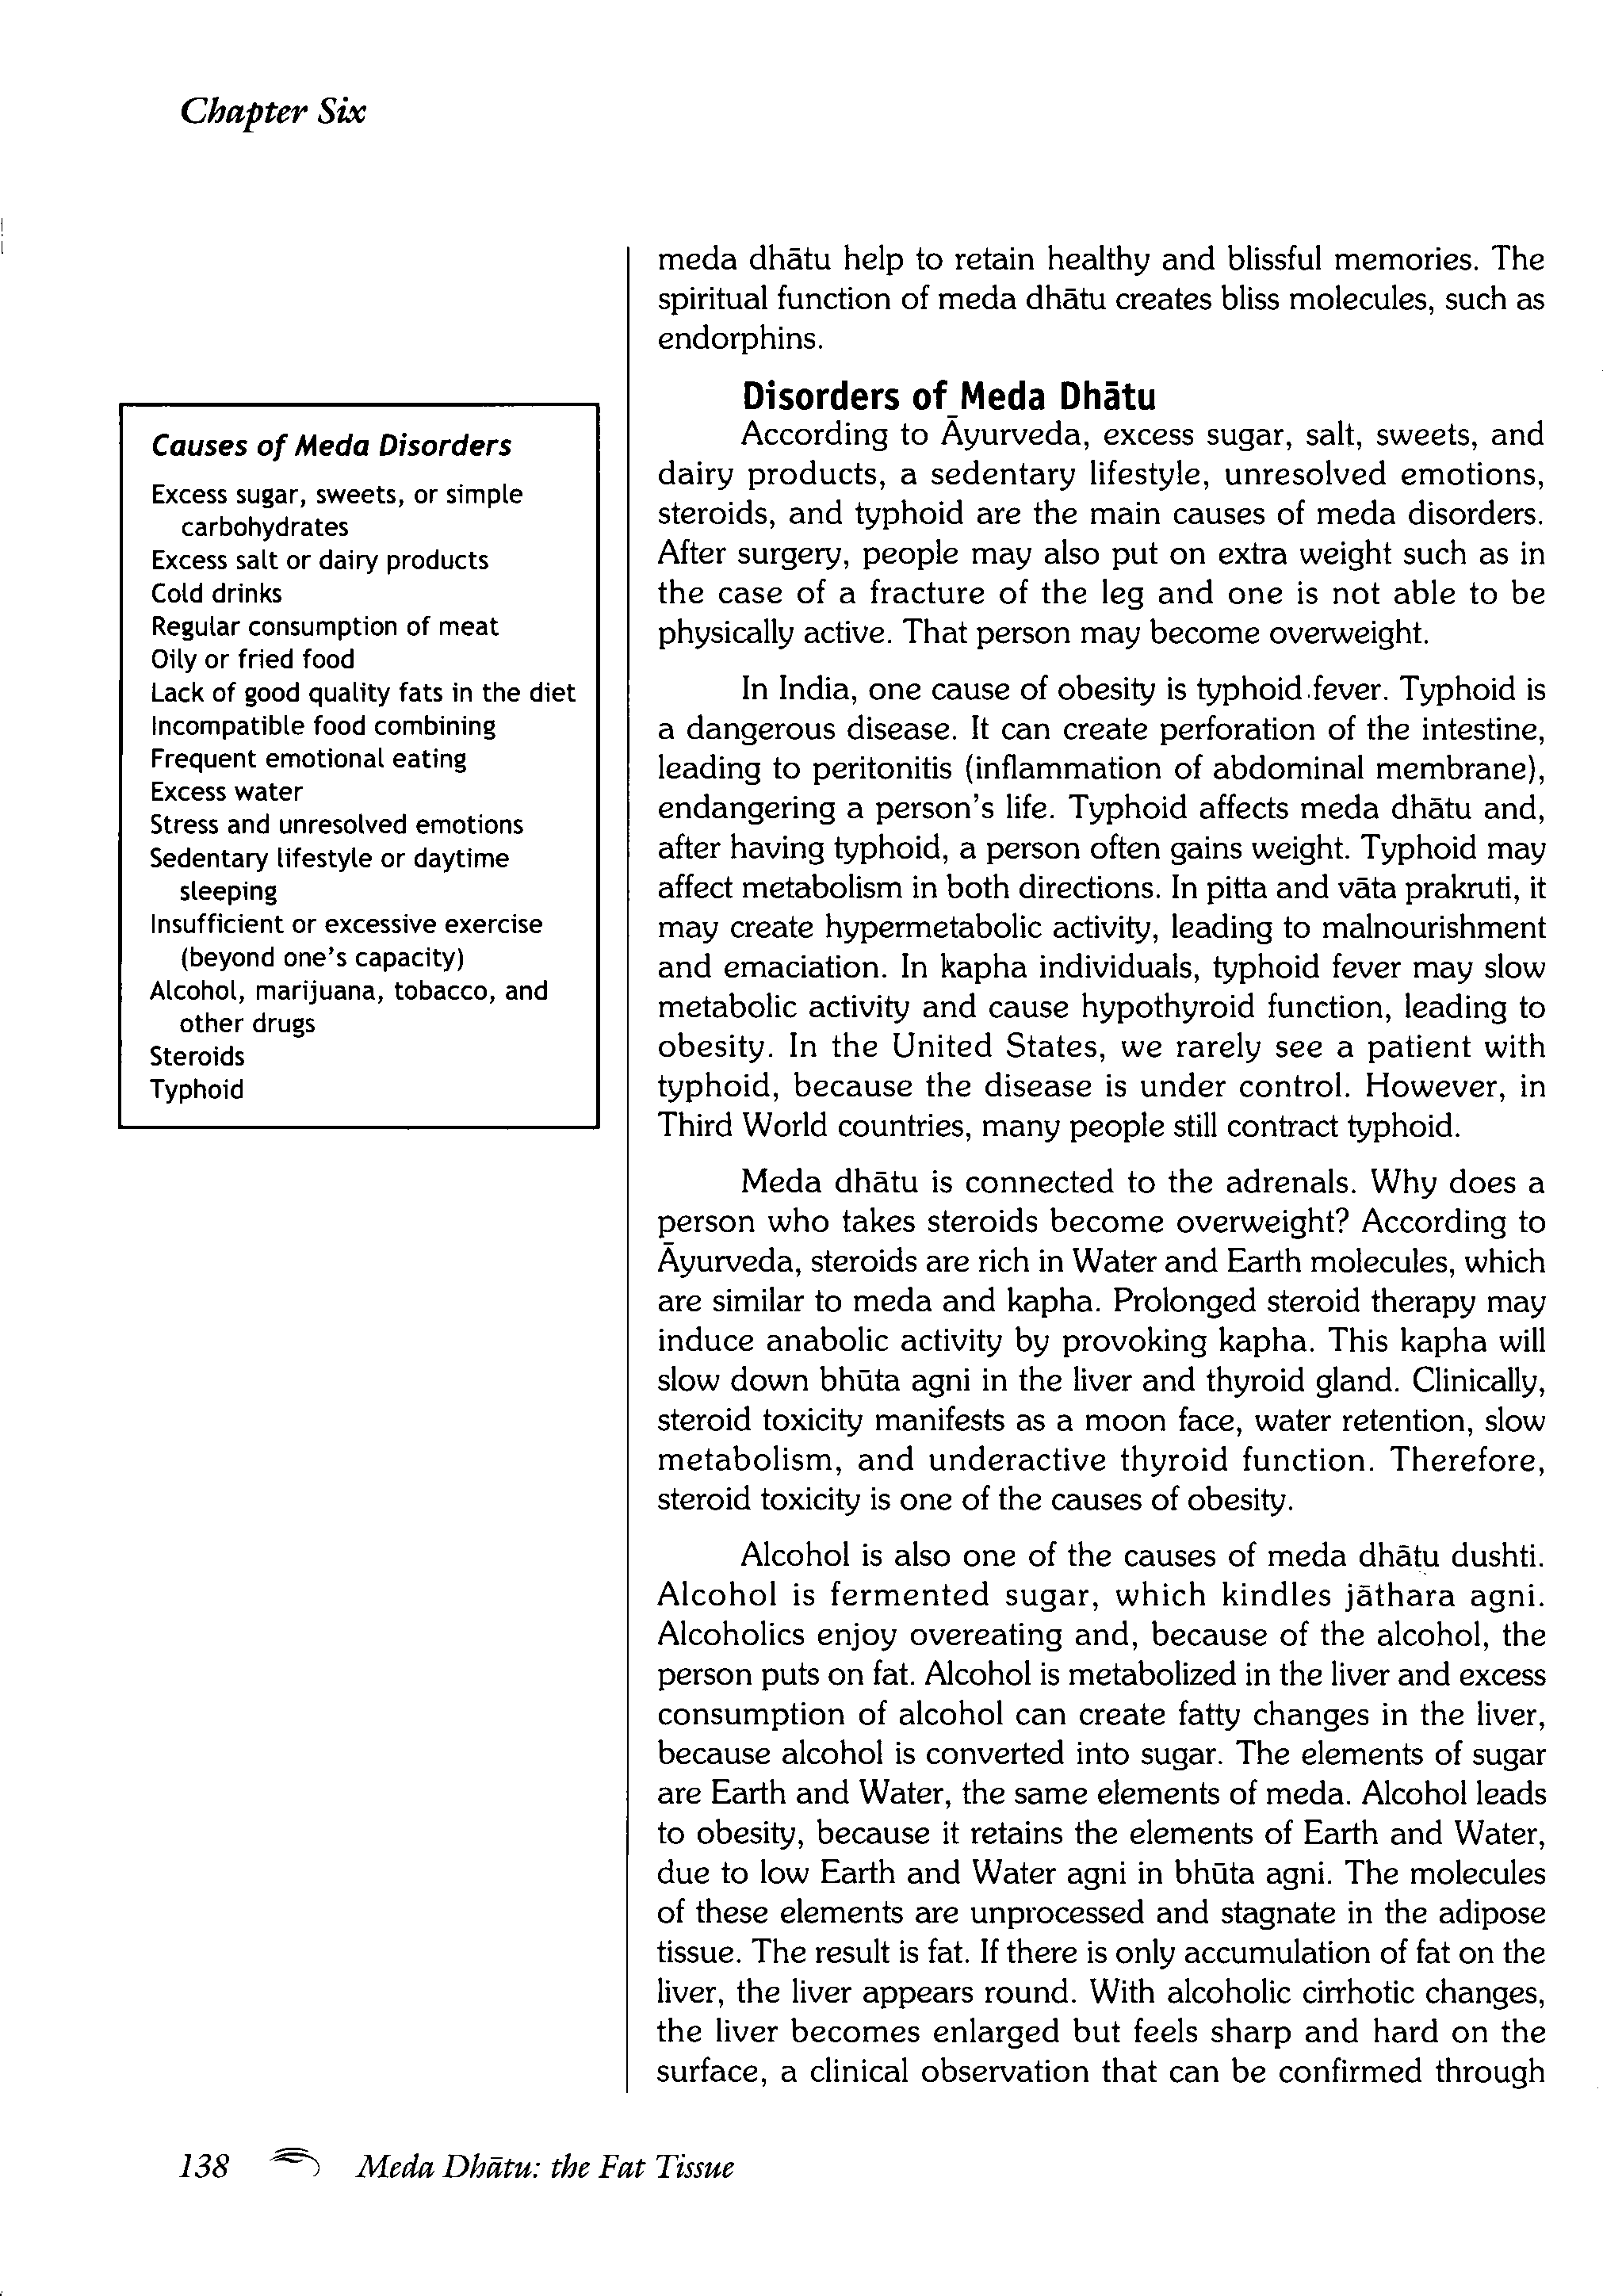 Chapter Six
meda dhātu help to retain healthy and blissful memories. The
spiritual function of meda dhātu creates bliss molecules, such as
endorphins.
Disorders of Meda Dhātu
According to Āyurveda, excess sugar, salt, sweets, and
dairy products, a sedentary lifestyle, unresolved emotions,
steroids, and typhoid are the main causes of meda disorders.
After surgery, people may also put on extra weight such as in
the case of a fracture of the leg and one is not able to be
physically active. That person may become overweight.
In India, one cause of obesity is typhoid fever. Typhoid is
a dangerous disease. It can create perforation of the intestine,
leading to peritonitis (inflammation of abdominal membrane),
endangering a person's life. Typhoid affects meda dhātu and,
after having typhoid, a person often gains weight. Typhoid may
affect metabolism in both directions. In pitta and vāta prakruti, it
may create hypermetabolic activity, leading to malnourishment
and emaciation. In kapha individuals, typhoid fever may slow
metabolic activity and cause hypothyroid function, leading to
obesity. In the United States, we rarely see a patient with
typhoid, because the disease is under control. However, in
Third World countries, many people still contract typhoid.
Meda dhātu is connected to the adrenals. Why does a
person who takes steroids become overweight? According to
Āyurveda, steroids are rich in Water and Earth molecules, which
are similar to meda and kapha. Prolonged steroid therapy may
induce anabolic activity by provoking kapha. This kapha will
slow down bhūta agni in the liver and thyroid gland. Clinically,
steroid toxicity manifests as a moon face, water retention, slow
metabolism, and underactive thyroid function. Therefore,
steroid toxicity is one of the causes of obesity.
Alcohol is also one of the causes of meda dhātu dushti.
Alcohol is fermented sugar, which kindles jāthara agni.
Alcoholics enjoy overeating and, because of the alcohol, the
person puts on fat. Alcohol is metabolized in the liver and excess
consumption of alcohol can create fatty changes in the liver,
because alcohol is converted into sugar. The elements of sugar
are Earth and Water, the same elements of meda. Alcohol leads
to obesity, because it retains the elements of Earth and Water,
due to low Earth and Water agni in bhūta agni. The molecules
of these elements are unprocessed and stagnate in the adipose
tissue. The result is fat. If there is only accumulation of fat on the
liver, the liver appears round. With alcoholic cirrhotic changes,
the liver becomes enlarged but feels sharp and hard on the
surface, a clinical observation that can be confirmed through
Causes of Meda Disorders
Excess sugar, sweets, or simple
carbohydrates
Excess salt or dairy products
Cold drinks
Regular consumption of meat
Oily or fried food
Lack of good quality fats in the diet
Incompatible food combining
Frequent emotional eating
Excess water
Stress and unresolved emotions
Sedentary lifestyle or daytime
sleeping
Insufficient or excessive exercise
(beyond one's capacity)
Alcohol, marijuana, tobacco, and
other drugs
Steroids
Typhoid
138 Meda Dhātu: the Fat Tissue